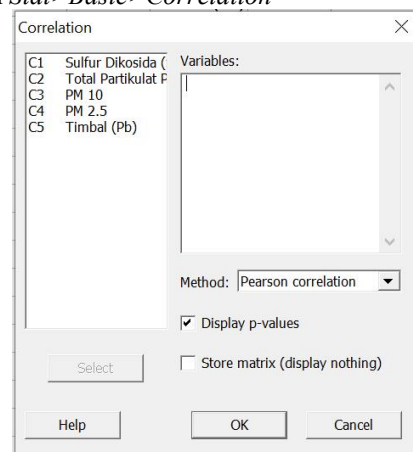 Stat> Basic> Correlation
Correlation
C1 Sulfur Dikosida (
C2 Total Partikulat P
C3 PM 10
C4 PM 2.5
C5 Timbal (Pb)
Variables:
Method: Pearson correlation
Display p-values
Store matrix (display nothing)
Select
Help
OK
Cancel